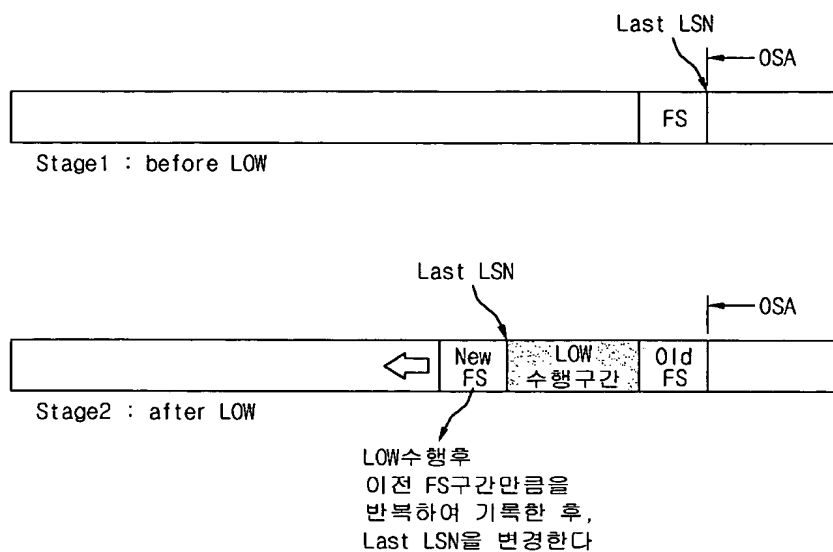 Last LSN
OSA
FS
Stage1 : before LOW
Last LSN
OSA
New
FS
LOW
수행구간
Old
FS
Stage2 : after LOW
LOW수행후
이전 FS구간만큼을
반복하여 기록한 후,
Last LSN을 변경한다